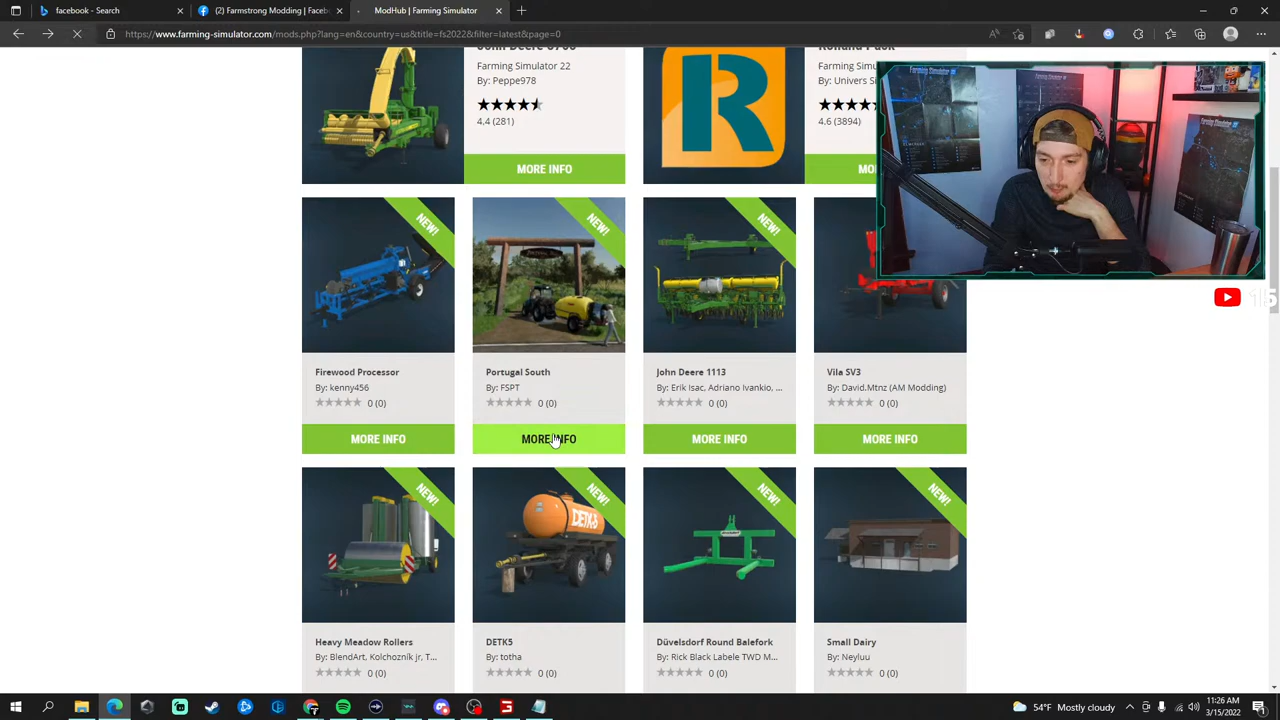 facebook - Search
(2) Farmstrong Modding | Faceb
ModHub | Farming Simulator
https://www.farming-simulator.com/mods.php?lang=en&country=us&title=fs2022&filter=latest&page=0
Farming Simulator 22
By: Peppe978
4.4 (281)
MORE INFO
R
Farming Simu
By: Univers Si
4.6 (3894)
MORE
NEW!
NEW!
NEW!
Firewood Processor
By: kenny456
0 (0)
MORE INFO
Portugal South
By: FSPT
0 (0)
MORE INFO
John Deere 1113
By: Erik Isac, Adriano Ivankio, ...
0 (0)
MORE INFO
Vila SV3
By: David.Mtnz (AM Modding)
0 (0)
MORE INFO
15
NEW!
NEW!
NEW!
NEW!
DETK5
Heavy Meadow Rollers
By: BlendArt, Kolchozník jr, T...
0 (0)
DETK5
By: totha
0 (0)
Düvelsdorf Round Balefork
By: Rick Black Labele TWD M...
0 (0)
Small Dairy
By: Neyluu
0 (0)
54°F Mostly cloudy
11:26 AM
3/15/2022